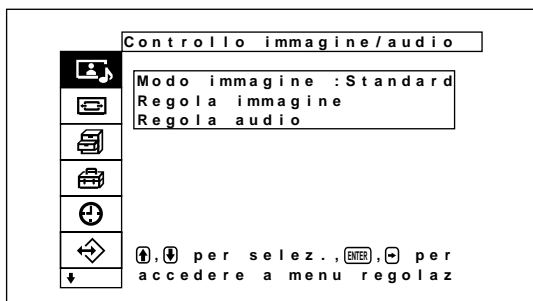 Controllo immagine/audio
Modo immagine :Standard
Regola immagine
Regola audio
, per selez., ENTER, per
accedere a menu regolaz